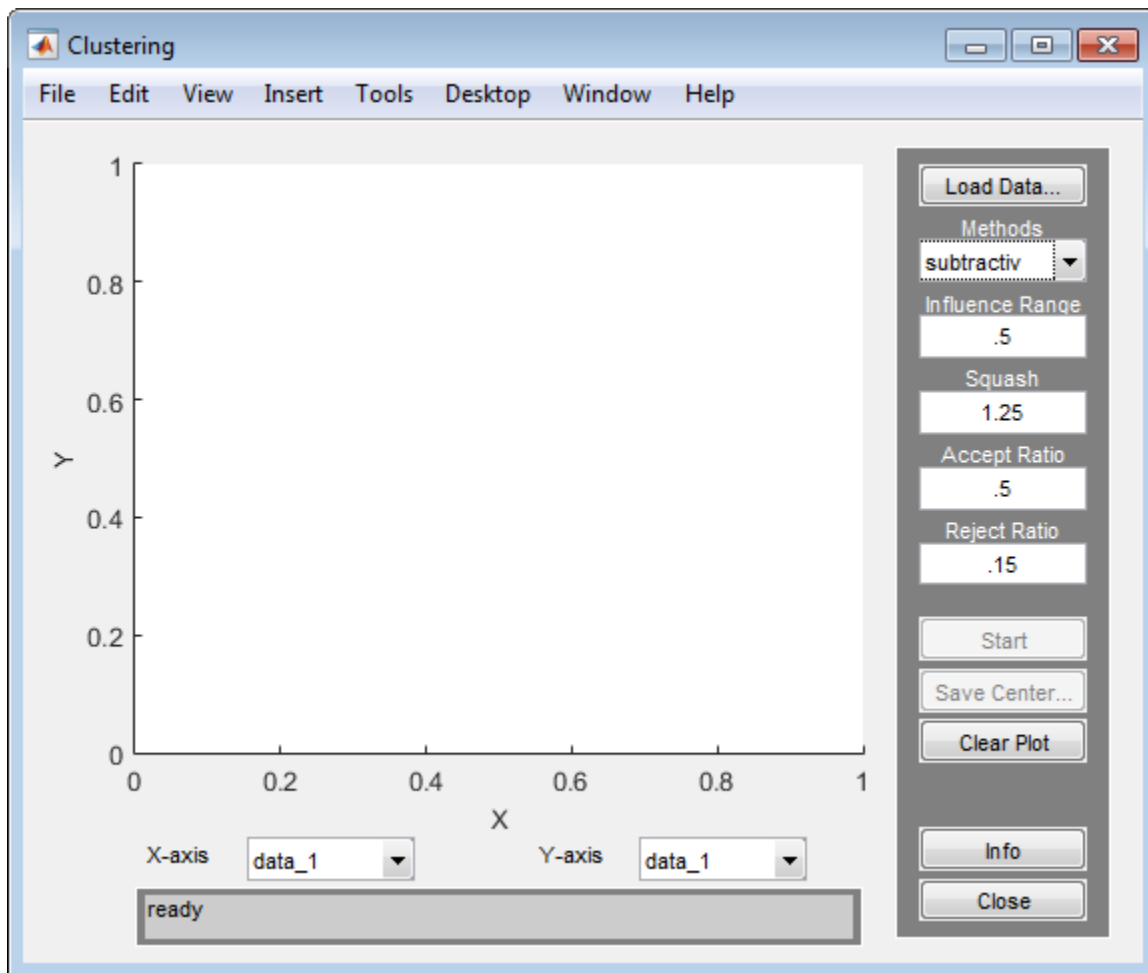 Clustering
File Edit View Insert Tools Desktop Window Help
1
0.8
0.6
0.4
0.2
0
Y
0 0.2 0.4 0.6 0.8 1
X
X-axis data_1 Y-axis data_1
ready
Load Data...
Methods
subtractiv
Influence Range
.5
Squash
1.25
Accept Ratio
.5
Reject Ratio
.15
Start
Save Center...
Clear Plot
Info
Close